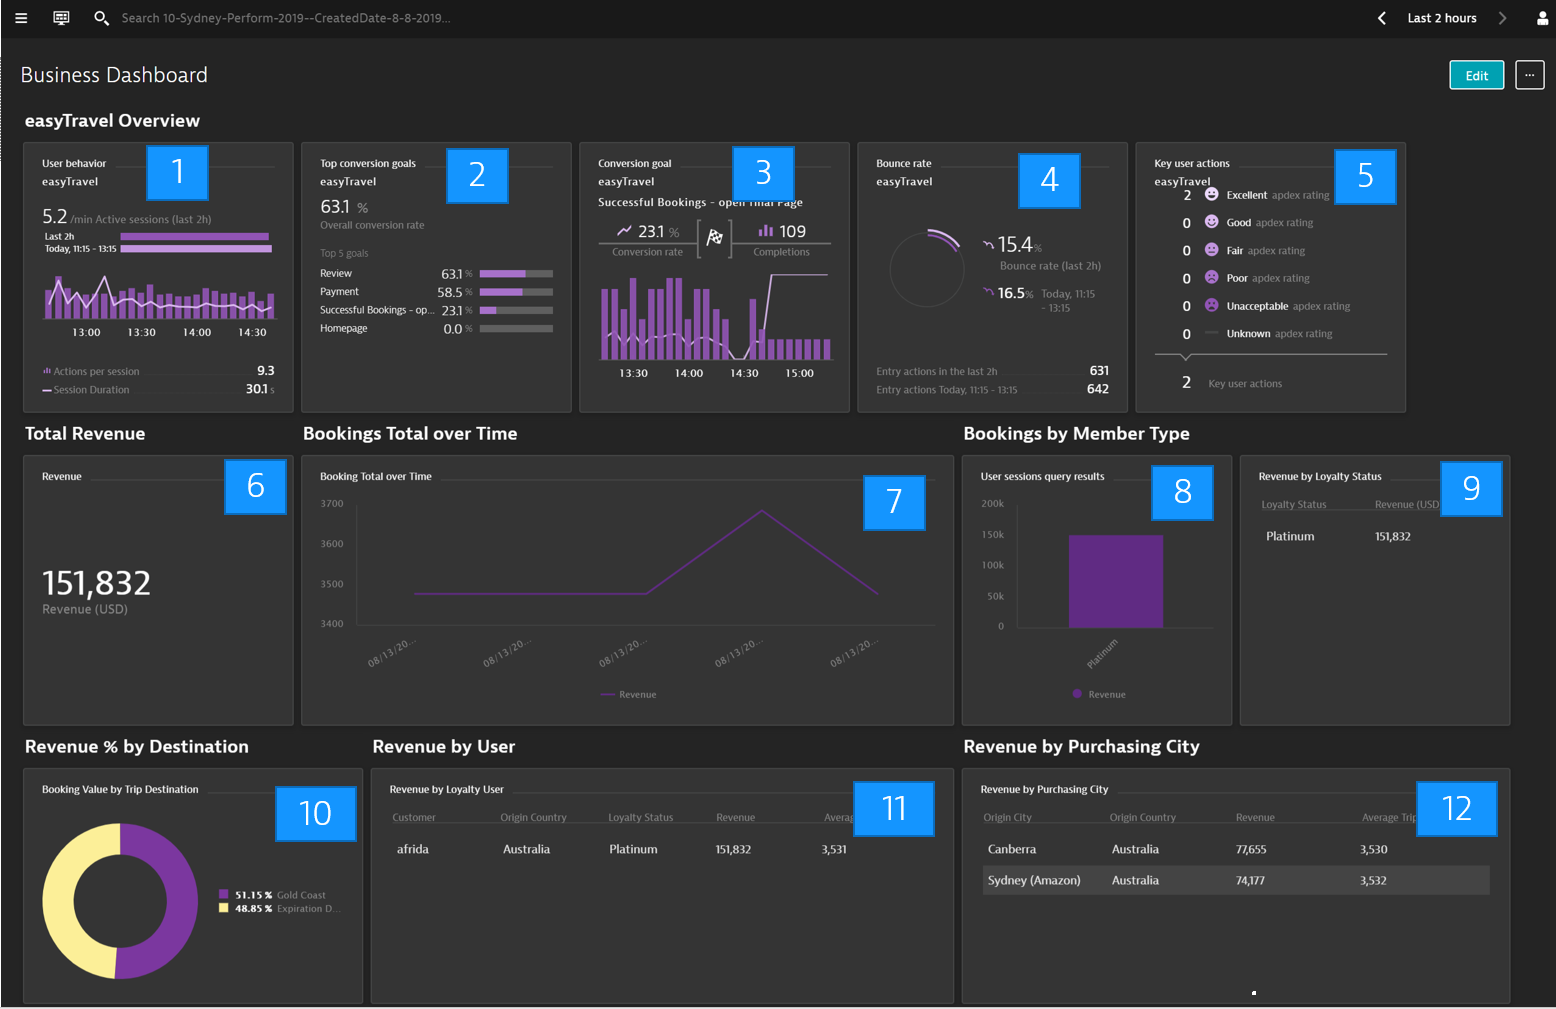 Search 10-Sydney-Perform-2019--CreatedDate-8-8-2019...
Last 2 hours
Business Dashboard
Edit
...
easyTravel Overview
User behavior
easyTravel
1
5.2 /min Active sessions (last 2h)
Last 2h
Today, 11:15 - 13:15
13:00 13:30 14:00 14:30
Actions per session 9.3
Session Duration 30.1 s
Top conversion goals
easyTravel
2
63.1 %
Overall conversion rate
Top 5 goals
Review 63.1 %
Payment 58.5 %
Successful Bookings - op... 23.1 %
Homepage 0.0 %
Conversion goal
easyTravel
3
Successful Bookings - open Final Page
23.1 %
Conversion rate
109
Completions
13:30 14:00 14:30 15:00
Bounce rate
easyTravel
4
15.4%
Bounce rate (last 2h)
16.5% Today, 11:15
- 13:15
Entry actions in the last 2h 631
Entry actions Today, 11:15 - 13:15 642
Key user actions
easyTravel
5
2 Excellent apdex rating
0 Good apdex rating
0 Fair apdex rating
0 Poor apdex rating
0 Unacceptable apdex rating
0 Unknown apdex rating
2 Key user actions
Total Revenue
Revenue
6
151,832
Revenue (USD)
Bookings Total over Time
Booking Total over Time
7
3700
3600
3500
3400
08/13/20... 08/13/20... 08/13/20... 08/13/20... 08/13/20...
Revenue
Bookings by Member Type
User sessions query results
8
200k
150k
100k
50k
0
Platinum
Revenue
Revenue by Loyalty Status
9
Loyalty Status Revenue (USD)
Platinum 151,832
Revenue % by Destination
Booking Value by Trip Destination
10
51.15 % Gold Coast
48.85 % Expiration D...
Revenue by User
Revenue by Loyalty User
11
Customer Origin Country Loyalty Status Revenue
afrida Australia Platinum 151,832 3,531
Revenue by Purchasing City
Revenue by Purchasing City
12
Origin City Origin Country Revenue Average
Canberra Australia 77,655 3,530
Sydney (Amazon) Australia 74,177 3,532